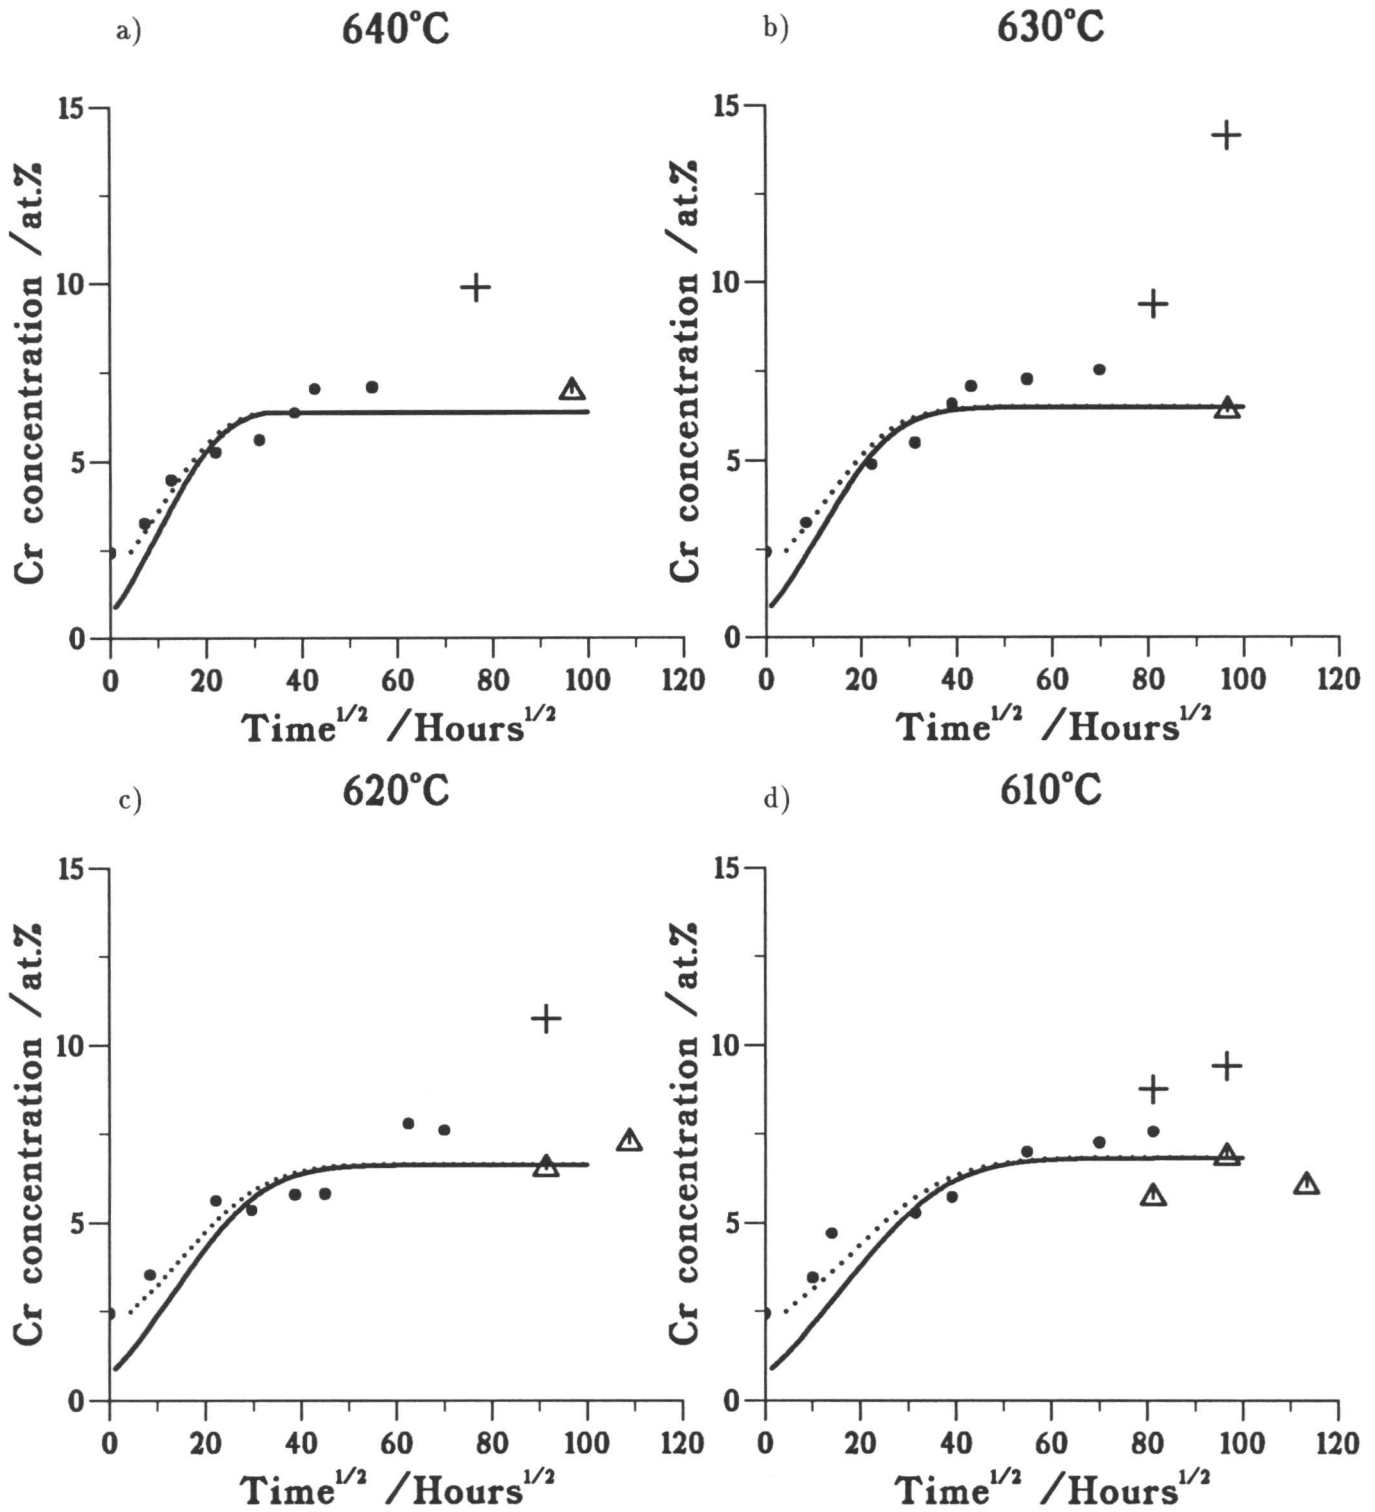 a) 640°C
b) 630°C
Cr concentration /at.%
15
10
5
0
0 20 40 60 80 100 120
Time^1/2 /Hours^1/2
Cr concentration /at.%
15
10
5
0
0 20 40 60 80 100 120
Time^1/2 /Hours^1/2
c) 620°C
d) 610°C
Cr concentration /at.%
15
10
5
0
0 20 40 60 80 100 120
Time^1/2 /Hours^1/2
Cr concentration /at.%
15
10
5
0
0 20 40 60 80 100 120
Time^1/2 /Hours^1/2